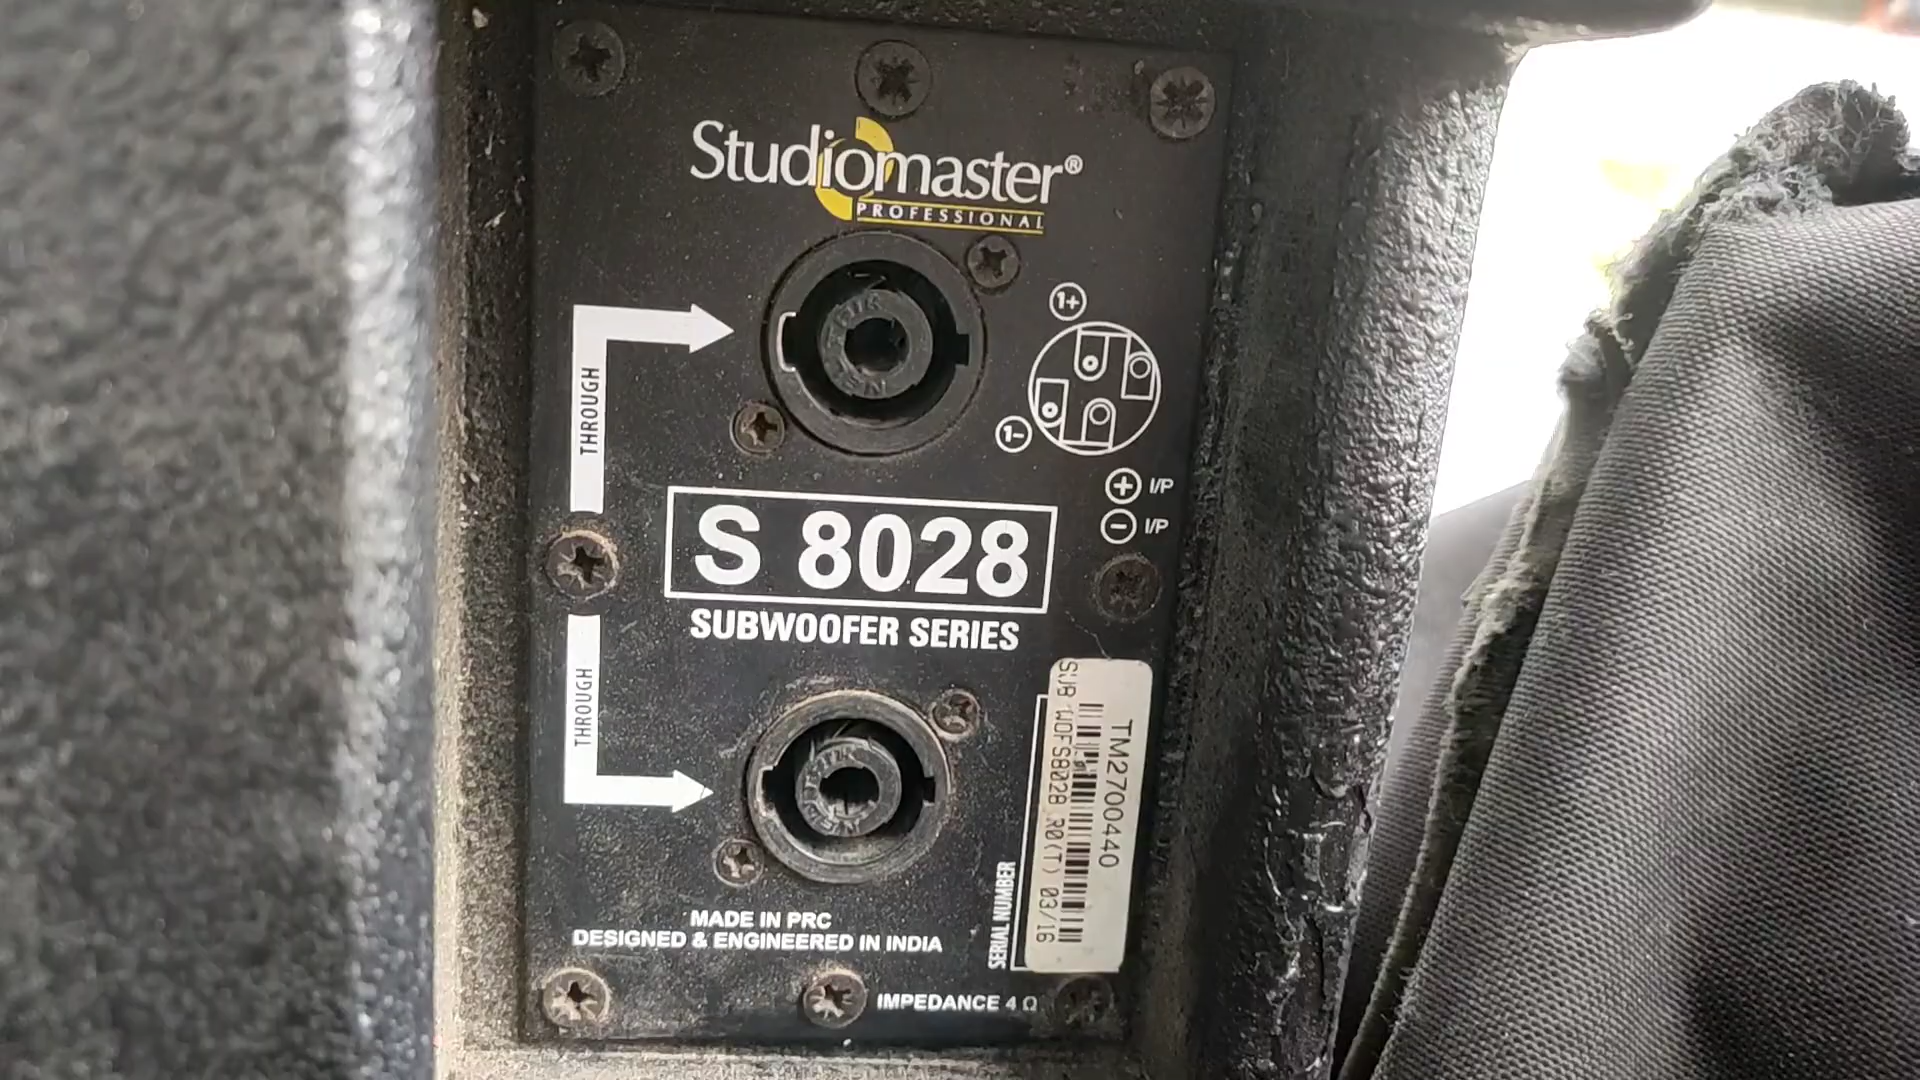 Studiomaster®
PROFESSIONAL
1+
THROUGH
1-
+ I/P
- I/P
S 8028
SUBWOOFER SERIES
THROUGH
TM2700440
SUB WOFS8028 R0(T) 03/16
SERIAL NUMBER
MADE IN PRC
DESIGNED & ENGINEERED IN INDIA
IMPEDANCE 4 Ω